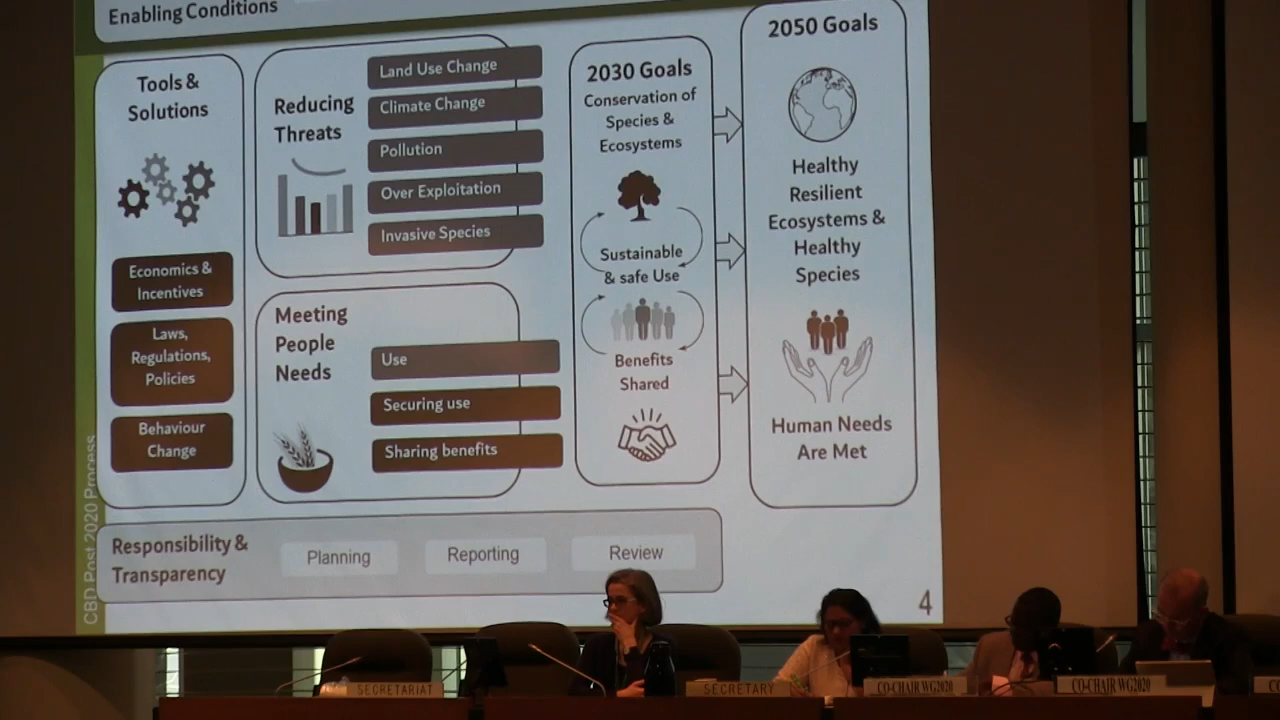 Enabling Conditions
Tools &
Solutions
Economics &
Incentives
Laws,
Regulations,
Policies
Behaviour
Change
Reducing
Threats
Land Use Change
Climate Change
Pollution
Over Exploitation
Invasive Species
Meeting
People
Needs
Use
Securing use
Sharing benefits
2030 Goals
Conservation of
Species &
Ecosystems
Sustainable
& safe Use
Benefits
Shared
2050 Goals
Healthy
Resilient
Ecosystems &
Healthy
Species
Human Needs
Are Met
Responsibility &
Transparency
Planning
Reporting
Review
CBD Post 2020 Process
4
SECRETARIAT
SECRETARY
CO-CHAIR WG2020
CO-CHAIR WG2020